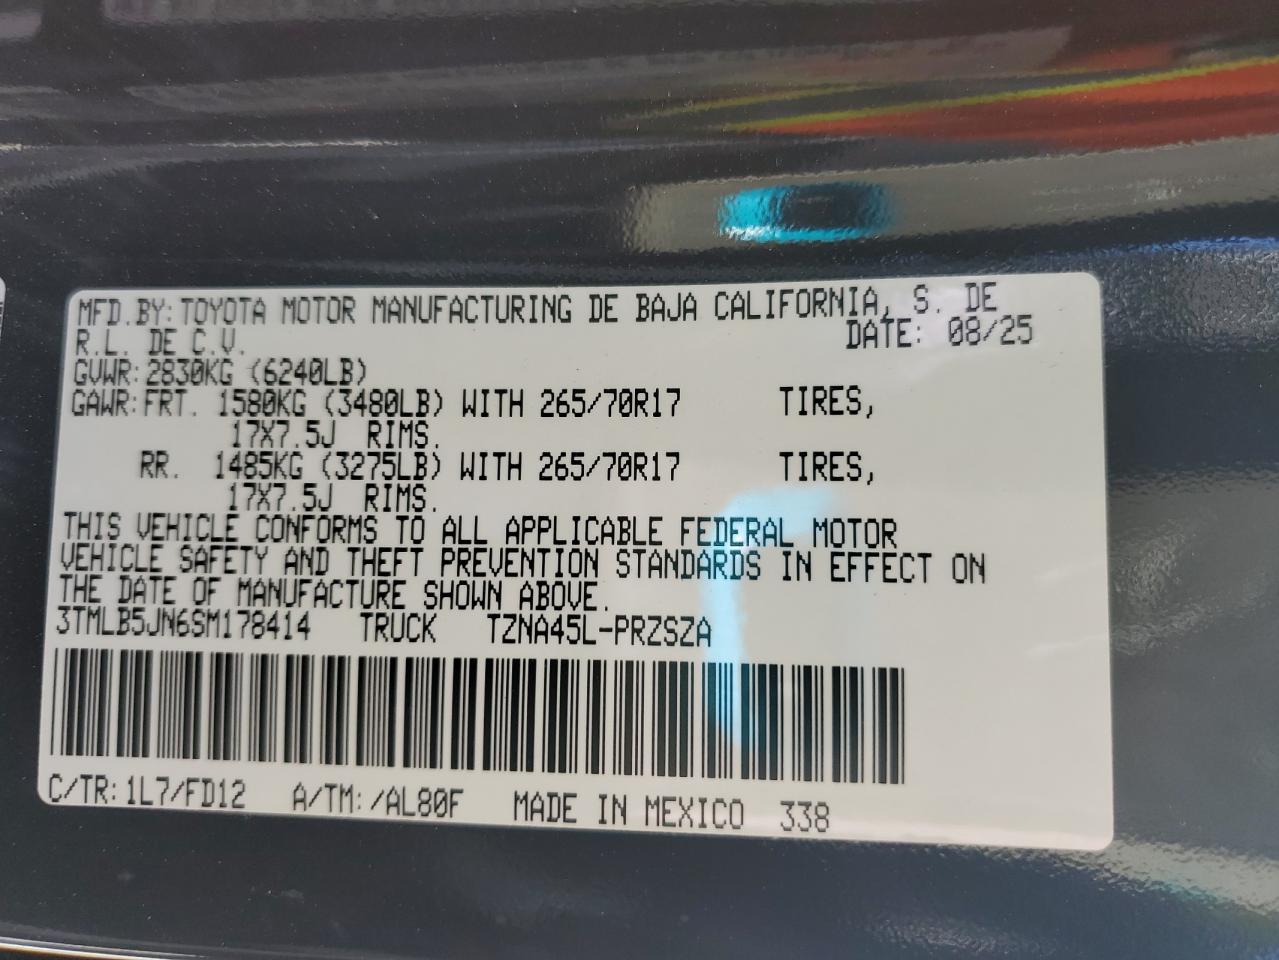 MFD.BY:TOYOTA MOTOR MANUFACTURING DE BAJA CALIFORNIA, S. DE
R.L. DE C.V. DATE: 08/25
GVWR:2830KG (6240LB)
GAWR:FRT. 1580KG (3480LB) WITH 265/70R17 TIRES,
17X7.5J RIMS.
RR. 1485KG (3275LB) WITH 265/70R17 TIRES,
17X7.5J RIMS.
THIS VEHICLE CONFORMS TO ALL APPLICABLE FEDERAL MOTOR
VEHICLE SAFETY AND THEFT PREVENTION STANDARDS IN EFFECT ON
THE DATE OF MANUFACTURE SHOWN ABOVE.
3TMLB5JN6SM178414 TRUCK TZNA45L-PRZSZA
C/TR:1L7/FD12 A/TM:/AL80F MADE IN MEXICO 338